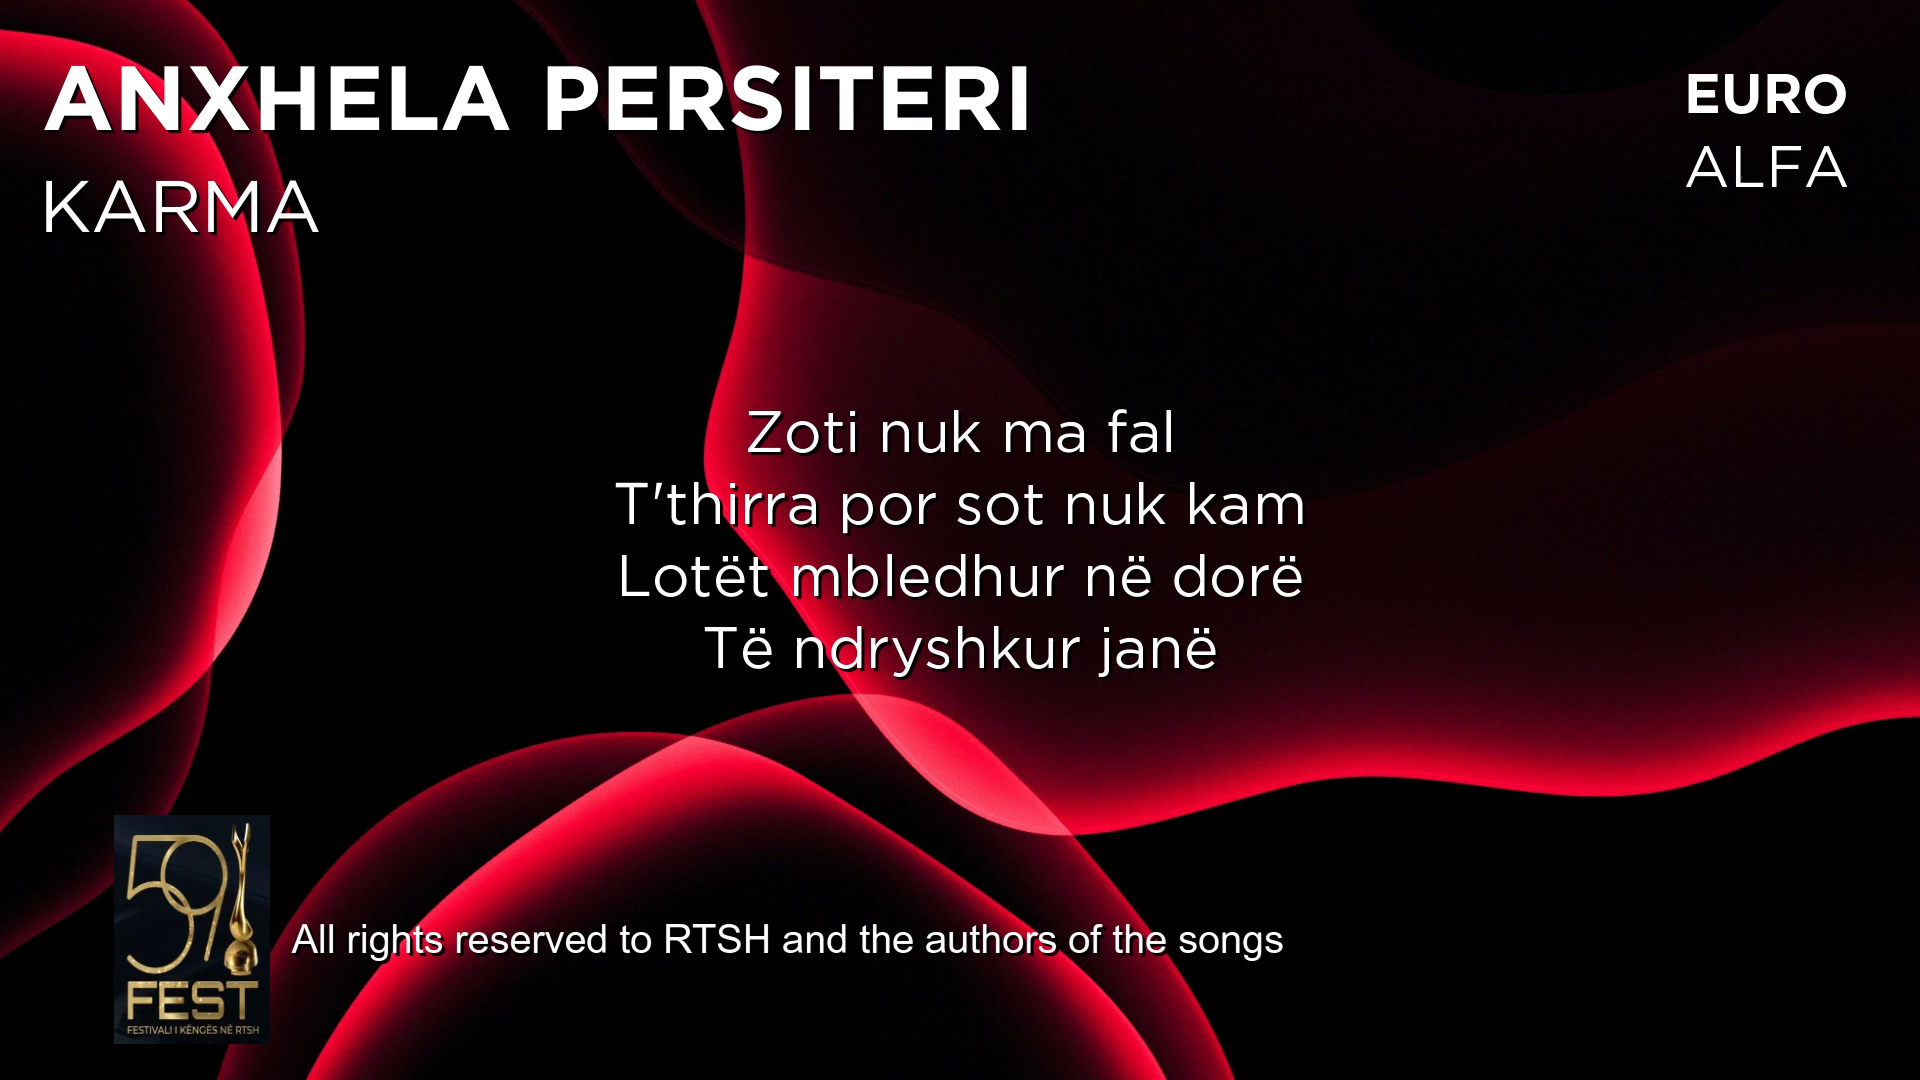 ANXHELA PERSITERI
KARMA
EURO
ALFA
Zoti nuk ma fal
T'thirra por sot nuk kam
Lotët mbledhur në dorë
Të ndryshkur janë
59
FEST
FESTIVALI I KËNGËS NË RTSH
All rights reserved to RTSH and the authors of the songs